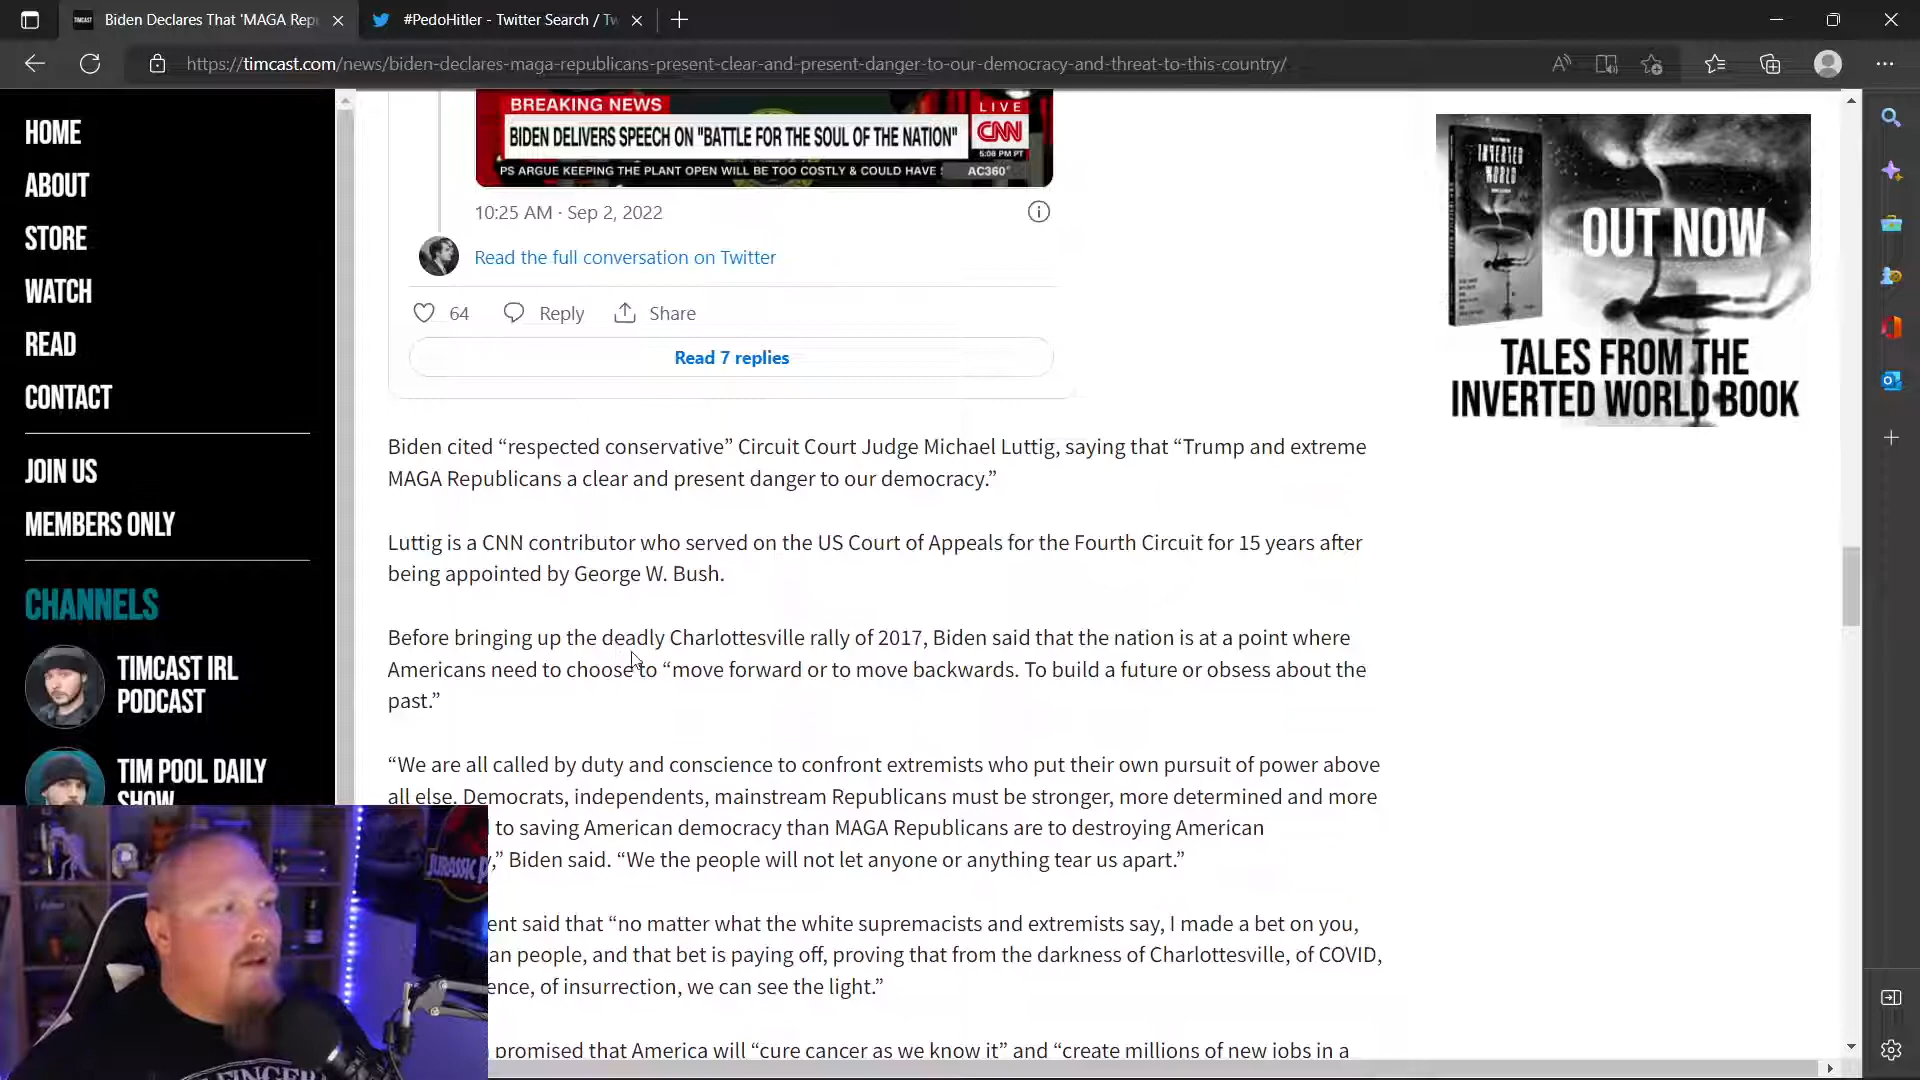 Biden Declares That 'MAGA Rep
#PedoHitler - Twitter Search / Tw
https://timcast.com/news/biden-declares-maga-republicans-present-clear-and-present-danger-to-our-democracy-and-threat-to-this-country/
HOME
ABOUT
STORE
WATCH
READ
CONTACT
JOIN US
MEMBERS ONLY
CHANNELS
TIMCAST IRL
PODCAST
TIM POOL DAILY
SHOW
BREAKING NEWS
LIVE
BIDEN DELIVERS SPEECH ON "BATTLE FOR THE SOUL OF THE NATION"
CNN
5:08 PM PT
PS ARGUE KEEPING THE PLANT OPEN WILL BE TOO COSTLY & COULD HAVE
AC360°
10:25 AM · Sep 2, 2022
Read the full conversation on Twitter
64 Reply Share
Read 7 replies
Biden cited “respected conservative” Circuit Court Judge Michael Luttig, saying that “Trump and extreme
MAGA Republicans a clear and present danger to our democracy.”
Luttig is a CNN contributor who served on the US Court of Appeals for the Fourth Circuit for 15 years after
being appointed by George W. Bush.
Before bringing up the deadly Charlottesville rally of 2017, Biden said that the nation is at a point where
Americans need to choose to “move forward or to move backwards. To build a future or obsess about the
past.”
“We are all called by duty and conscience to confront extremists who put their own pursuit of power above
all else. Democrats, independents, mainstream Republicans must be stronger, more determined and more
to saving American democracy than MAGA Republicans are to destroying American
,” Biden said. “We the people will not let anyone or anything tear us apart.”
ent said that “no matter what the white supremacists and extremists say, I made a bet on you,
an people, and that bet is paying off, proving that from the darkness of Charlottesville, of COVID,
ence, of insurrection, we can see the light.”
promised that America will “cure cancer as we know it” and “create millions of new jobs in a
INVERTED
WORLD
OUT NOW
TALES FROM THE
INVERTED WORLD BOOK
JURASSIC
FINGER